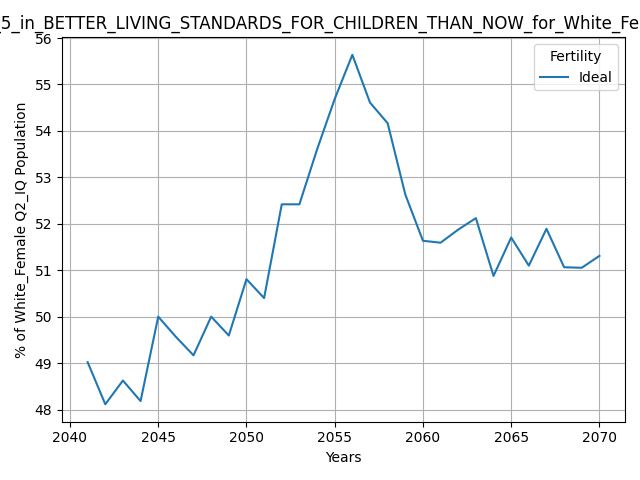 _5_in_BETTER_LIVING_STANDARDS_FOR_CHILDREN_THAN_NOW_for_White_Fe
Fertility
Ideal
56
55
54
53
52
51
50
49
48
% of White_Female Q2_IQ Population
2040 2045 2050 2055 2060 2065 2070
Years